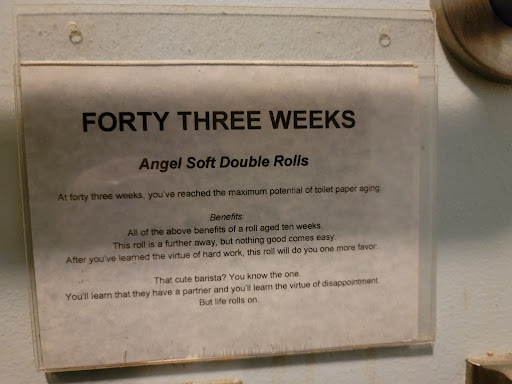 FORTY THREE WEEKS
Angel Soft Double Rolls
At forty three weeks, you've reached the maximum potential of toilet paper aging.
Benefits:
All of the above benefits of a roll aged ten weeks.
This roll is a further away, but nothing good comes easy.
After you've learned the virtue of hard work, this roll will do you one more favor:
That cute barista? You know the one.
You'll learn that they have a partner and you'll learn the virtue of disappointment.
But life rolls on.